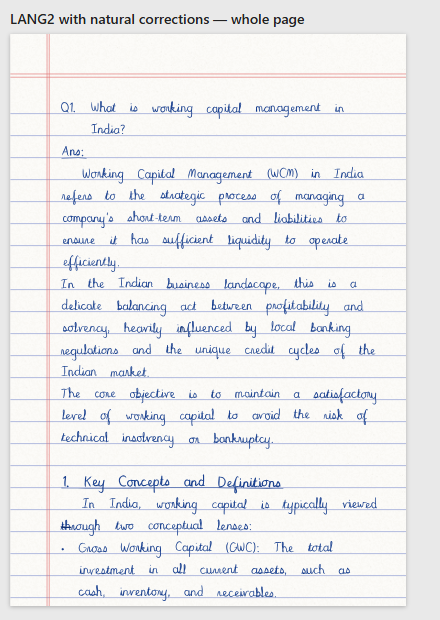 LANG2 with natural corrections — whole page
Q1. What is working capital management in
India?
Ans:
Working Capital Management (WCM) in India
refers to the strategic process of managing a
company's short-term assets and liabilities to
ensure it has sufficient liquidity to operate
efficiently.
In the Indian business landscape, this is a
delicate balancing act between profitability and
solvency, heavily influenced by local banking
regulations and the unique credit cycles of the
Indian market.
The core objective is to maintain a satisfactory
level of working capital to avoid the risk of
technical insolvency or bankruptcy.
1. Key Concepts and Definitions
In India, working capital is typically viewed
through two conceptual lenses:
• Gross Working Capital (GWC): The total
investment in all current assets, such as
cash, inventory, and receivables.